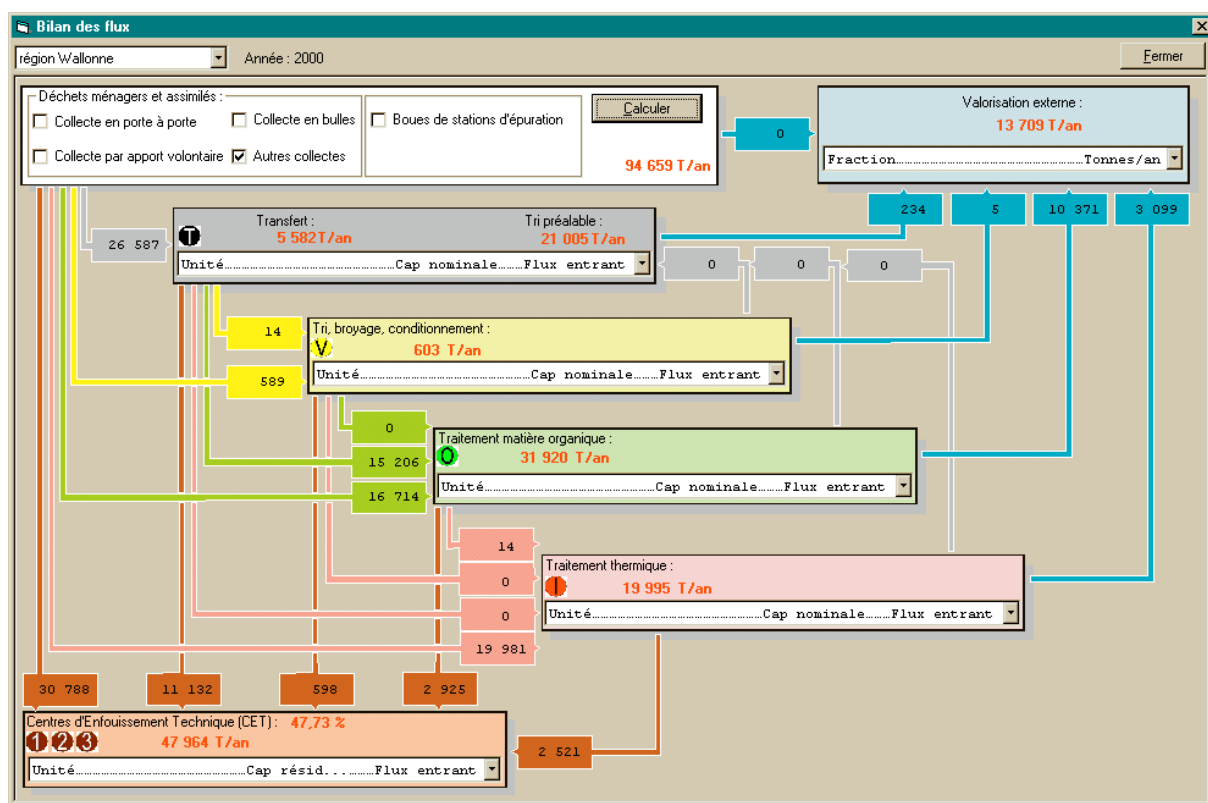 Bilan des flux
région Wallonne
Année : 2000
Fermer
Déchets ménagers et assimilés :
Collecte en porte à porte
Collecte en bulles
Boues de stations d'épuration
Calculer
Collecte par apport volontaire
Autres collectes
94 659 T/an
0
Valorisation externe :
13 709 T/an
Fraction......Tonnes/an
234
5
10 371
3 099
26 587
T
Transfert :
5 582T/an
Tri préalable :
21 005T/an
Unité......Cap nominale......Flux entrant
0
0
0
14
Tri, broyage, conditionnement :
V
603 T/an
589
Unité......Cap nominale......Flux entrant
0
Traitement matière organique :
15 206
O
31 920 T/an
16 714
Unité......Cap nominale......Flux entrant
14
Traitement thermique :
0
I
19 995 T/an
0
Unité......Cap nominale......Flux entrant
19 981
30 788
11 132
598
2 925
Centres d'Enfouissement Technique (CET) : 47,73 %
1 2 3
47 964 T/an
2 521
Unité......Cap résid.........Flux entrant